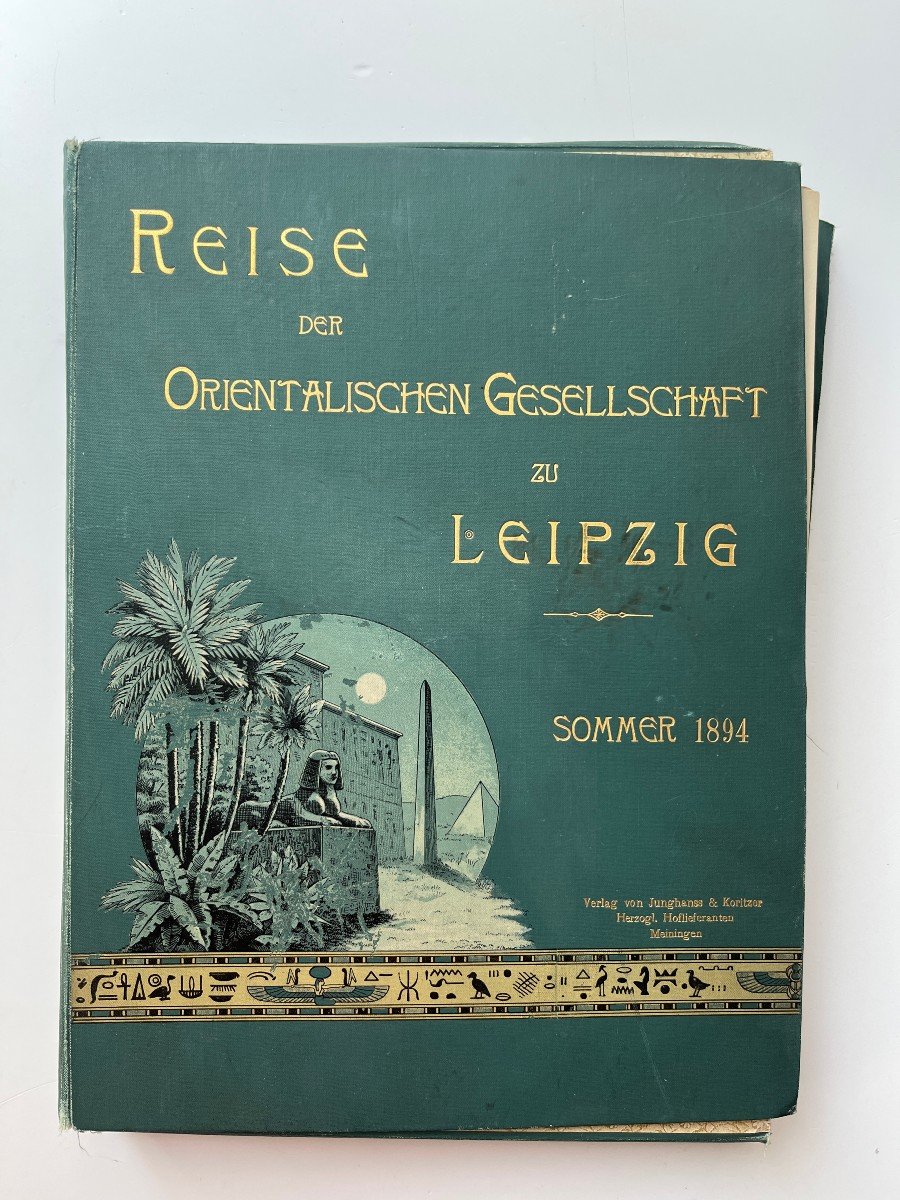 REISE
DER
ORIENTALISCHEN GESELLSCHAFT
ZU
LEIPZIG
SOMMER 1894
Verlag von Junghanss & Koritzer
Herzogl. Hoflieferanten
Meiningen